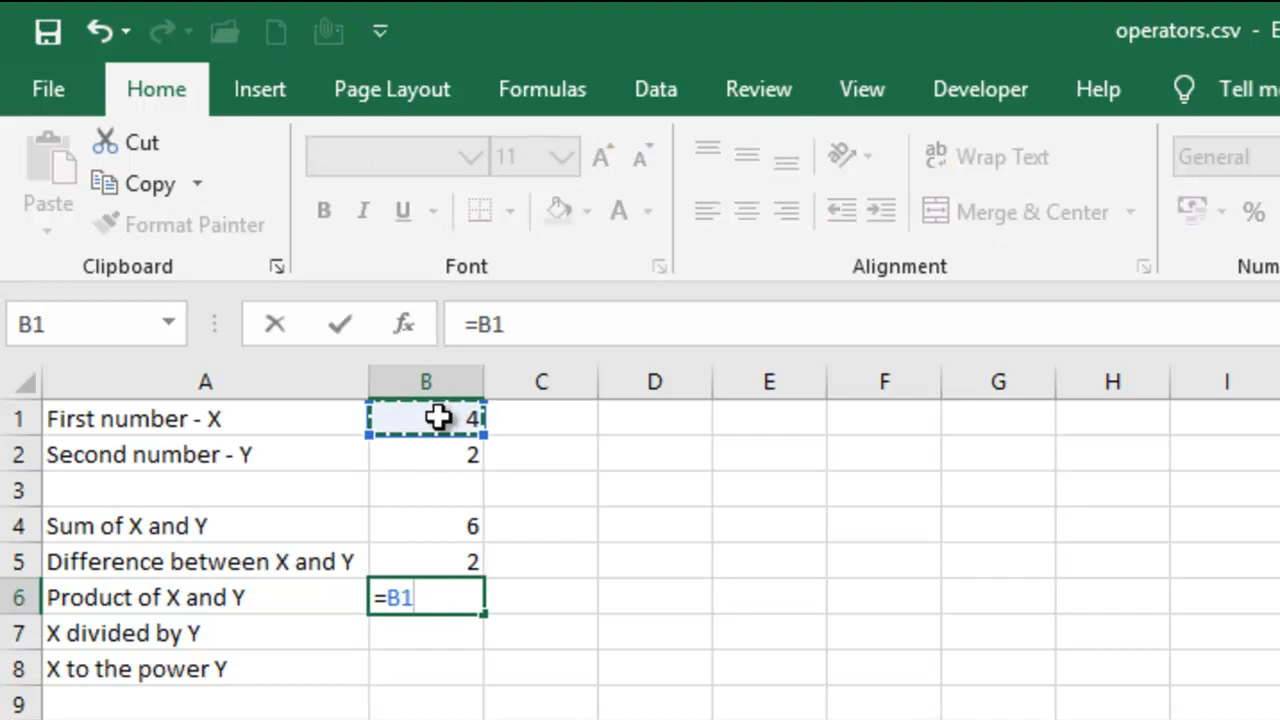 operators.csv - E
File Home Insert Page Layout Formulas Data Review View Developer Help Tell me
Cut
Copy
Paste
Format Painter
11
A A
B I U A
ab
c
Wrap Text
Merge & Center
General
%
Clipboard Font Alignment Num
B1 fx =B1
A B C D E F G H I
1 First number - X 4
2 Second number - Y 2
3
4 Sum of X and Y 6
5 Difference between X and Y 2
6 Product of X and Y =B1
7 X divided by Y
8 X to the power Y
9